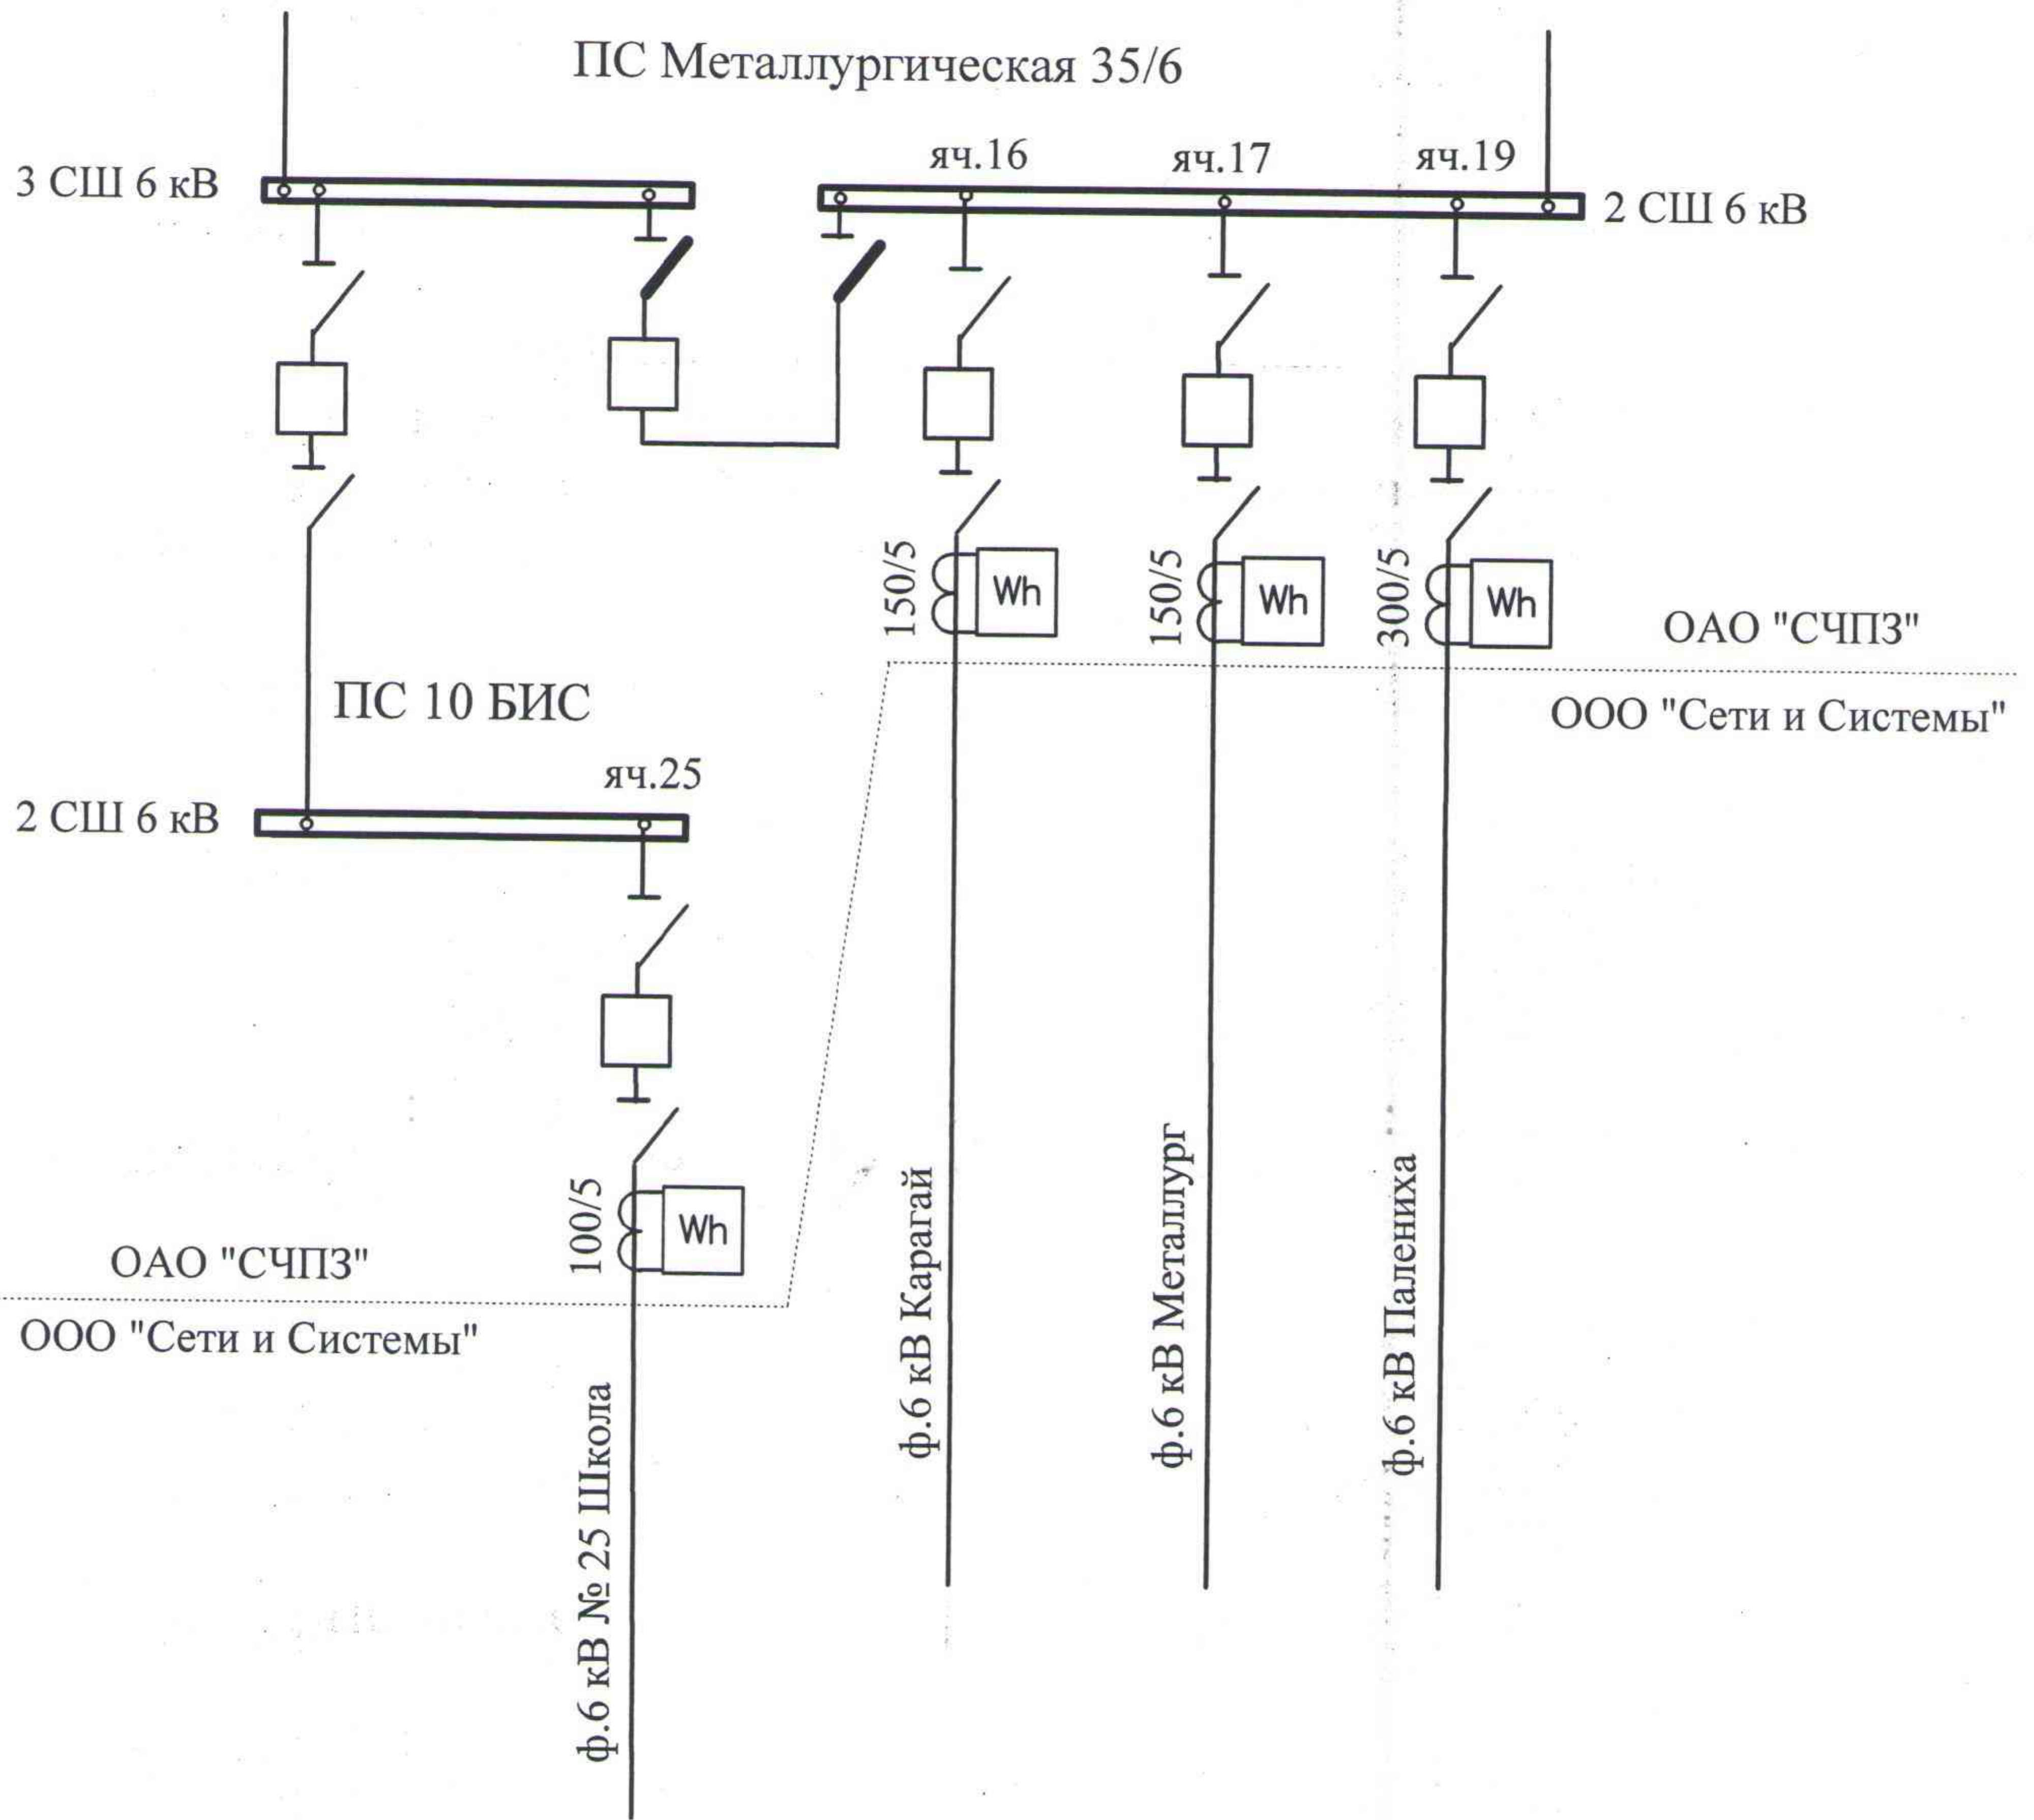 ПС Металлургическая 35/6
3 СШ 6 кВ
яч.16
яч.17
яч.19
2 СШ 6 кВ
150/5
Wh
150/5
Wh
300/5
Wh
ОАО "СЧПЗ"
ООО "Сети и Системы"
ПС 10 БИС
яч.25
2 СШ 6 кВ
100/5
Wh
ОАО "СЧПЗ"
ООО "Сети и Системы"
ф.6 кВ № 25 Школа
ф.6 кВ Карагай
ф.6 кВ Металлург
ф.6 кВ Палениха